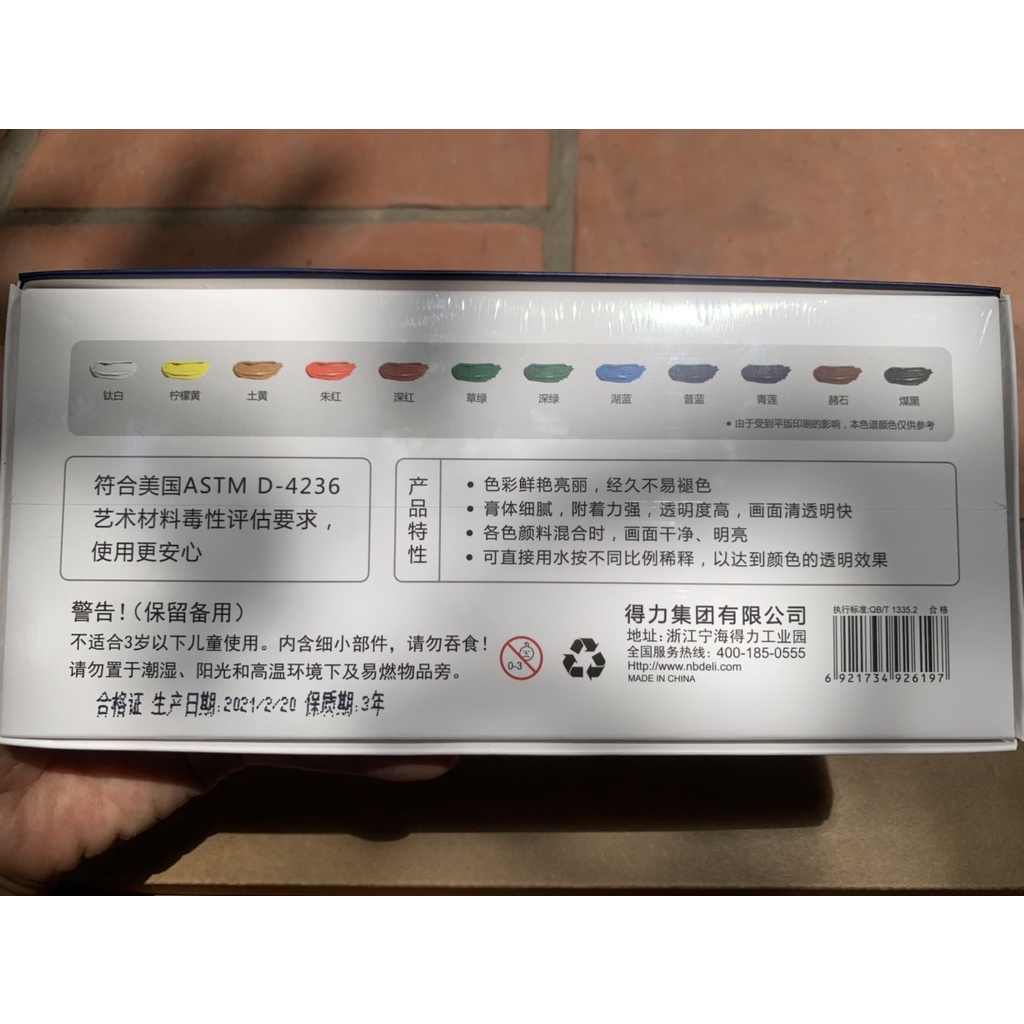 钛白 柠檬黄 土黄 朱红 深红 草绿 深绿 湖蓝 普蓝 青莲 赭石 煤黑
• 由于受到平版印刷的影响，本色谱颜色仅供参考
符合美国ASTM D-4236
艺术材料毒性评估要求，
使用更安心
产品特性
• 色彩鲜艳亮丽，经久不易褪色
• 膏体细腻，附着力强，透明度高，画面清透明快
• 各色颜料混合时，画面干净、明亮
• 可直接用水按不同比例稀释，以达到颜色的透明效果
警告！（保留备用）
不适合3岁以下儿童使用。内含细小部件，请勿吞食！
请勿置于潮湿、阳光和高温环境下及易燃物品旁。
合格证 生产日期:2021/2/20 保质期:3年
0-3
得力集团有限公司
地址：浙江宁海得力工业园
全国服务热线：400-185-0555
Http://www.nbdeli.com
MADE IN CHINA
执行标准:QB/T 1335.2 合格
6 921734 926197